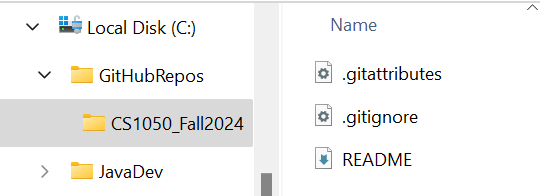 Local Disk (C:)
GitHubRepos
CS1050_Fall2024
JavaDev
Name
.gitattributes
.gitignore
README